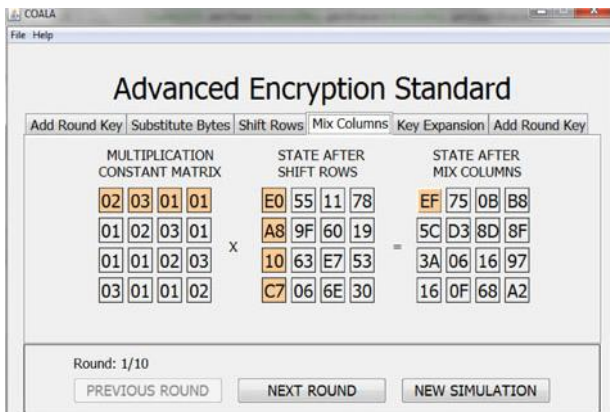 COALA
File Help
Advanced Encryption Standard
Add Round Key Substitute Bytes Shift Rows Mix Columns Key Expansion Add Round Key
MULTIPLICATION STATE AFTER STATE AFTER
CONSTANT MATRIX SHIFT ROWS MIX COLUMNS
02 03 01 01 E0 55 11 78 EF 75 0B B8
01 02 03 01 A8 9F 60 19 5C D3 8D 8F
x =
01 01 02 03 10 63 E7 53 3A 06 16 97
03 01 01 02 C7 06 6E 30 16 0F 68 A2
Round: 1/10
PREVIOUS ROUND NEXT ROUND NEW SIMULATION